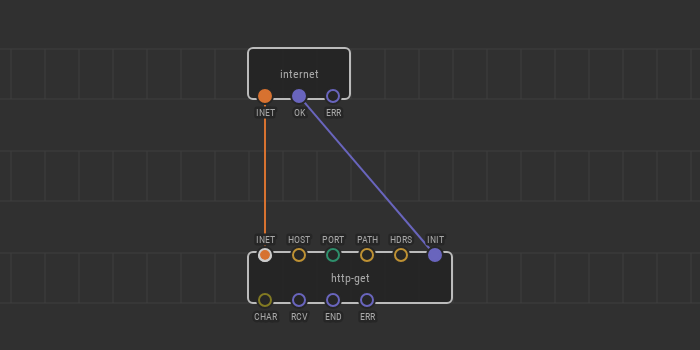 internet
INET OK ERR
INET HOST PORT PATH HDRS INIT
http-get
CHAR RCV END ERR